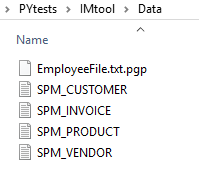 PYtests > IMtool > Data
Name
EmployeeFile.txt.pgp
SPM_CUSTOMER
SPM_INVOICE
SPM_PRODUCT
SPM_VENDOR